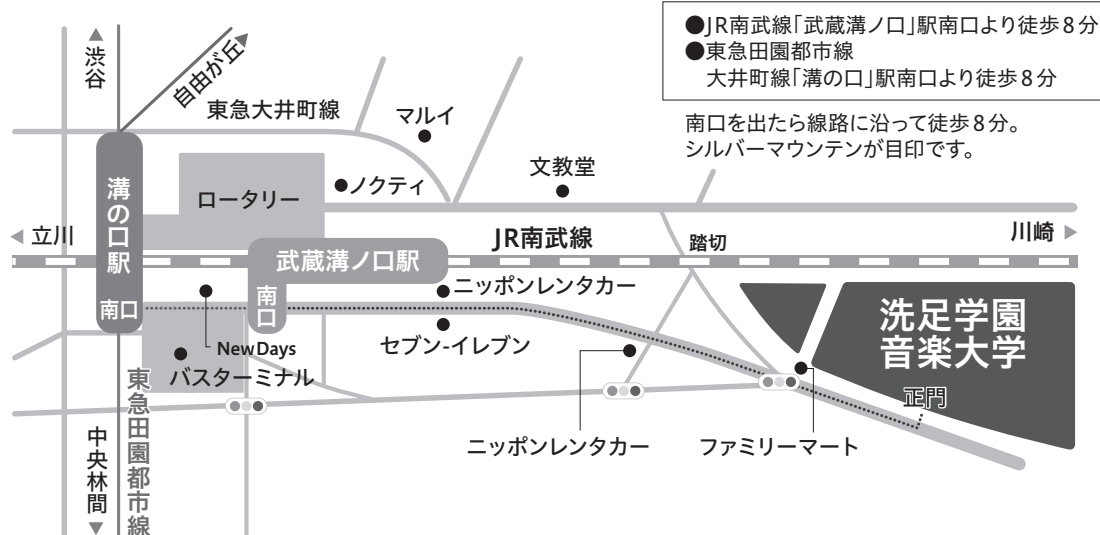 ●JR南武線「武蔵溝ノ口」駅南口より徒歩8分
●東急田園都市線
大井町線「溝の口」駅南口より徒歩8分
南口を出たら線路に沿って徒歩8分。
シルバーマウンテンが目印です。
▲渋谷
自由が丘
東急大井町線
マルイ
文教堂
ノクティ
ロータリー
溝の口駅
南口
◀立川
JR南武線
踏切
川崎▶
武蔵溝ノ口駅
南口
ニッポンレンタカー
セブン-イレブン
NewDays
バスターミナル
洗足学園
音楽大学
正門
ニッポンレンタカー
ファミリーマート
東急田園都市線
中央林間▼